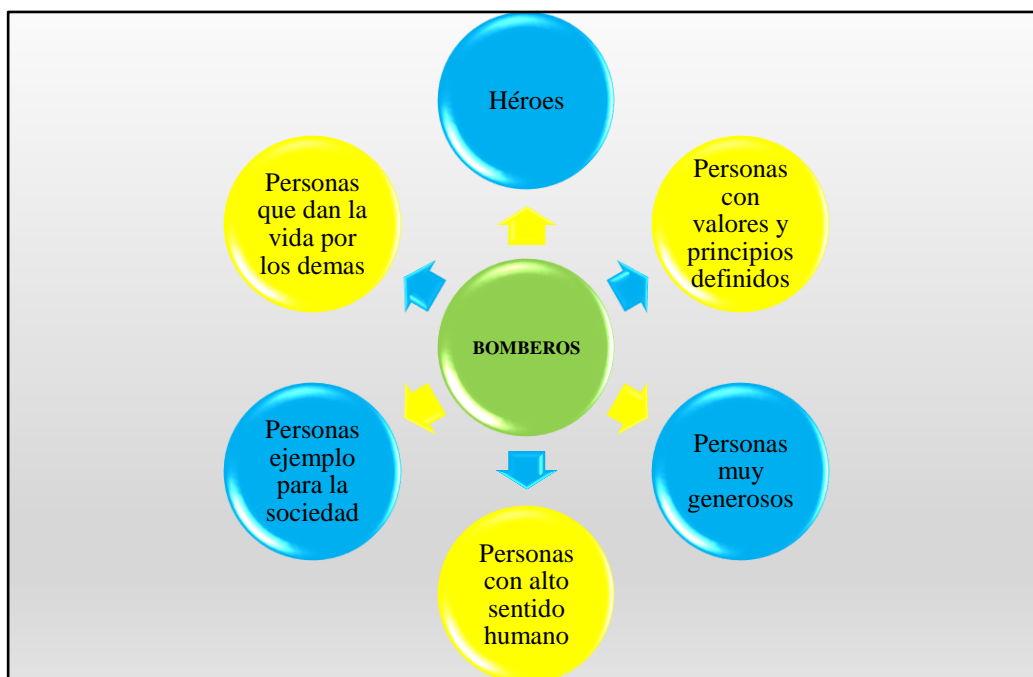 Héroes
Personas
con
valores y
principios
definidos
Personas
muy
generosos
Personas
con alto
sentido
humano
Personas
ejemplo
para la
sociedad
Personas
que dan la
vida por
los demas
BOMBEROS